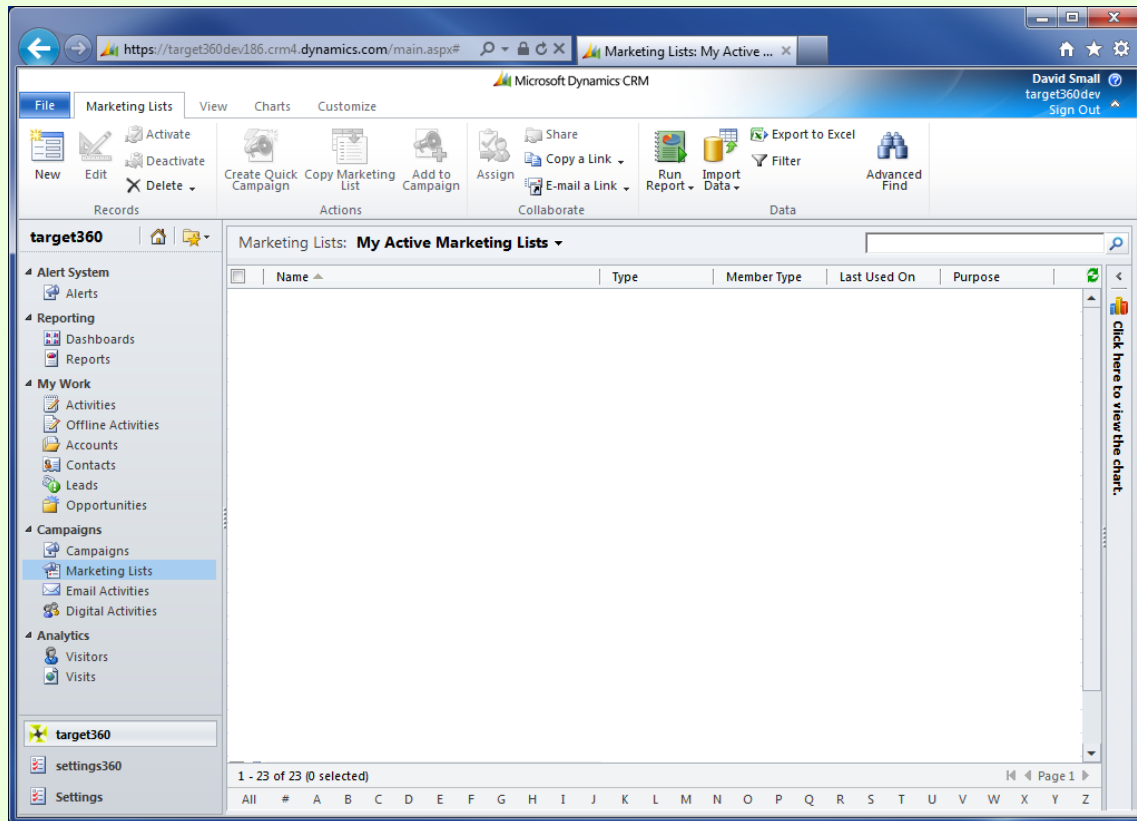 https://target360dev186.crm4.dynamics.com/main.aspx#
Marketing Lists: My Active ...
Microsoft Dynamics CRM
David Small
target360dev
Sign Out
File
Marketing Lists
View
Charts
Customize
New
Edit
Activate
Deactivate
Delete
Records
Create Quick Campaign
Copy Marketing List
Add to Campaign
Actions
Assign
Share
Copy a Link
E-mail a Link
Collaborate
Run Report
Import Data
Export to Excel
Filter
Advanced Find
Data
target360
Alert System
Alerts
Reporting
Dashboards
Reports
My Work
Activities
Offline Activities
Accounts
Contacts
Leads
Opportunities
Campaigns
Campaigns
Marketing Lists
Email Activities
Digital Activities
Analytics
Visitors
Visits
target360
settings360
Settings
Marketing Lists: My Active Marketing Lists
Name Type Member Type Last Used On Purpose
Click here to view the chart.
1 - 23 of 23 (0 selected)
Page 1
All # A B C D E F G H I J K L M N O P Q R S T U V W X Y Z